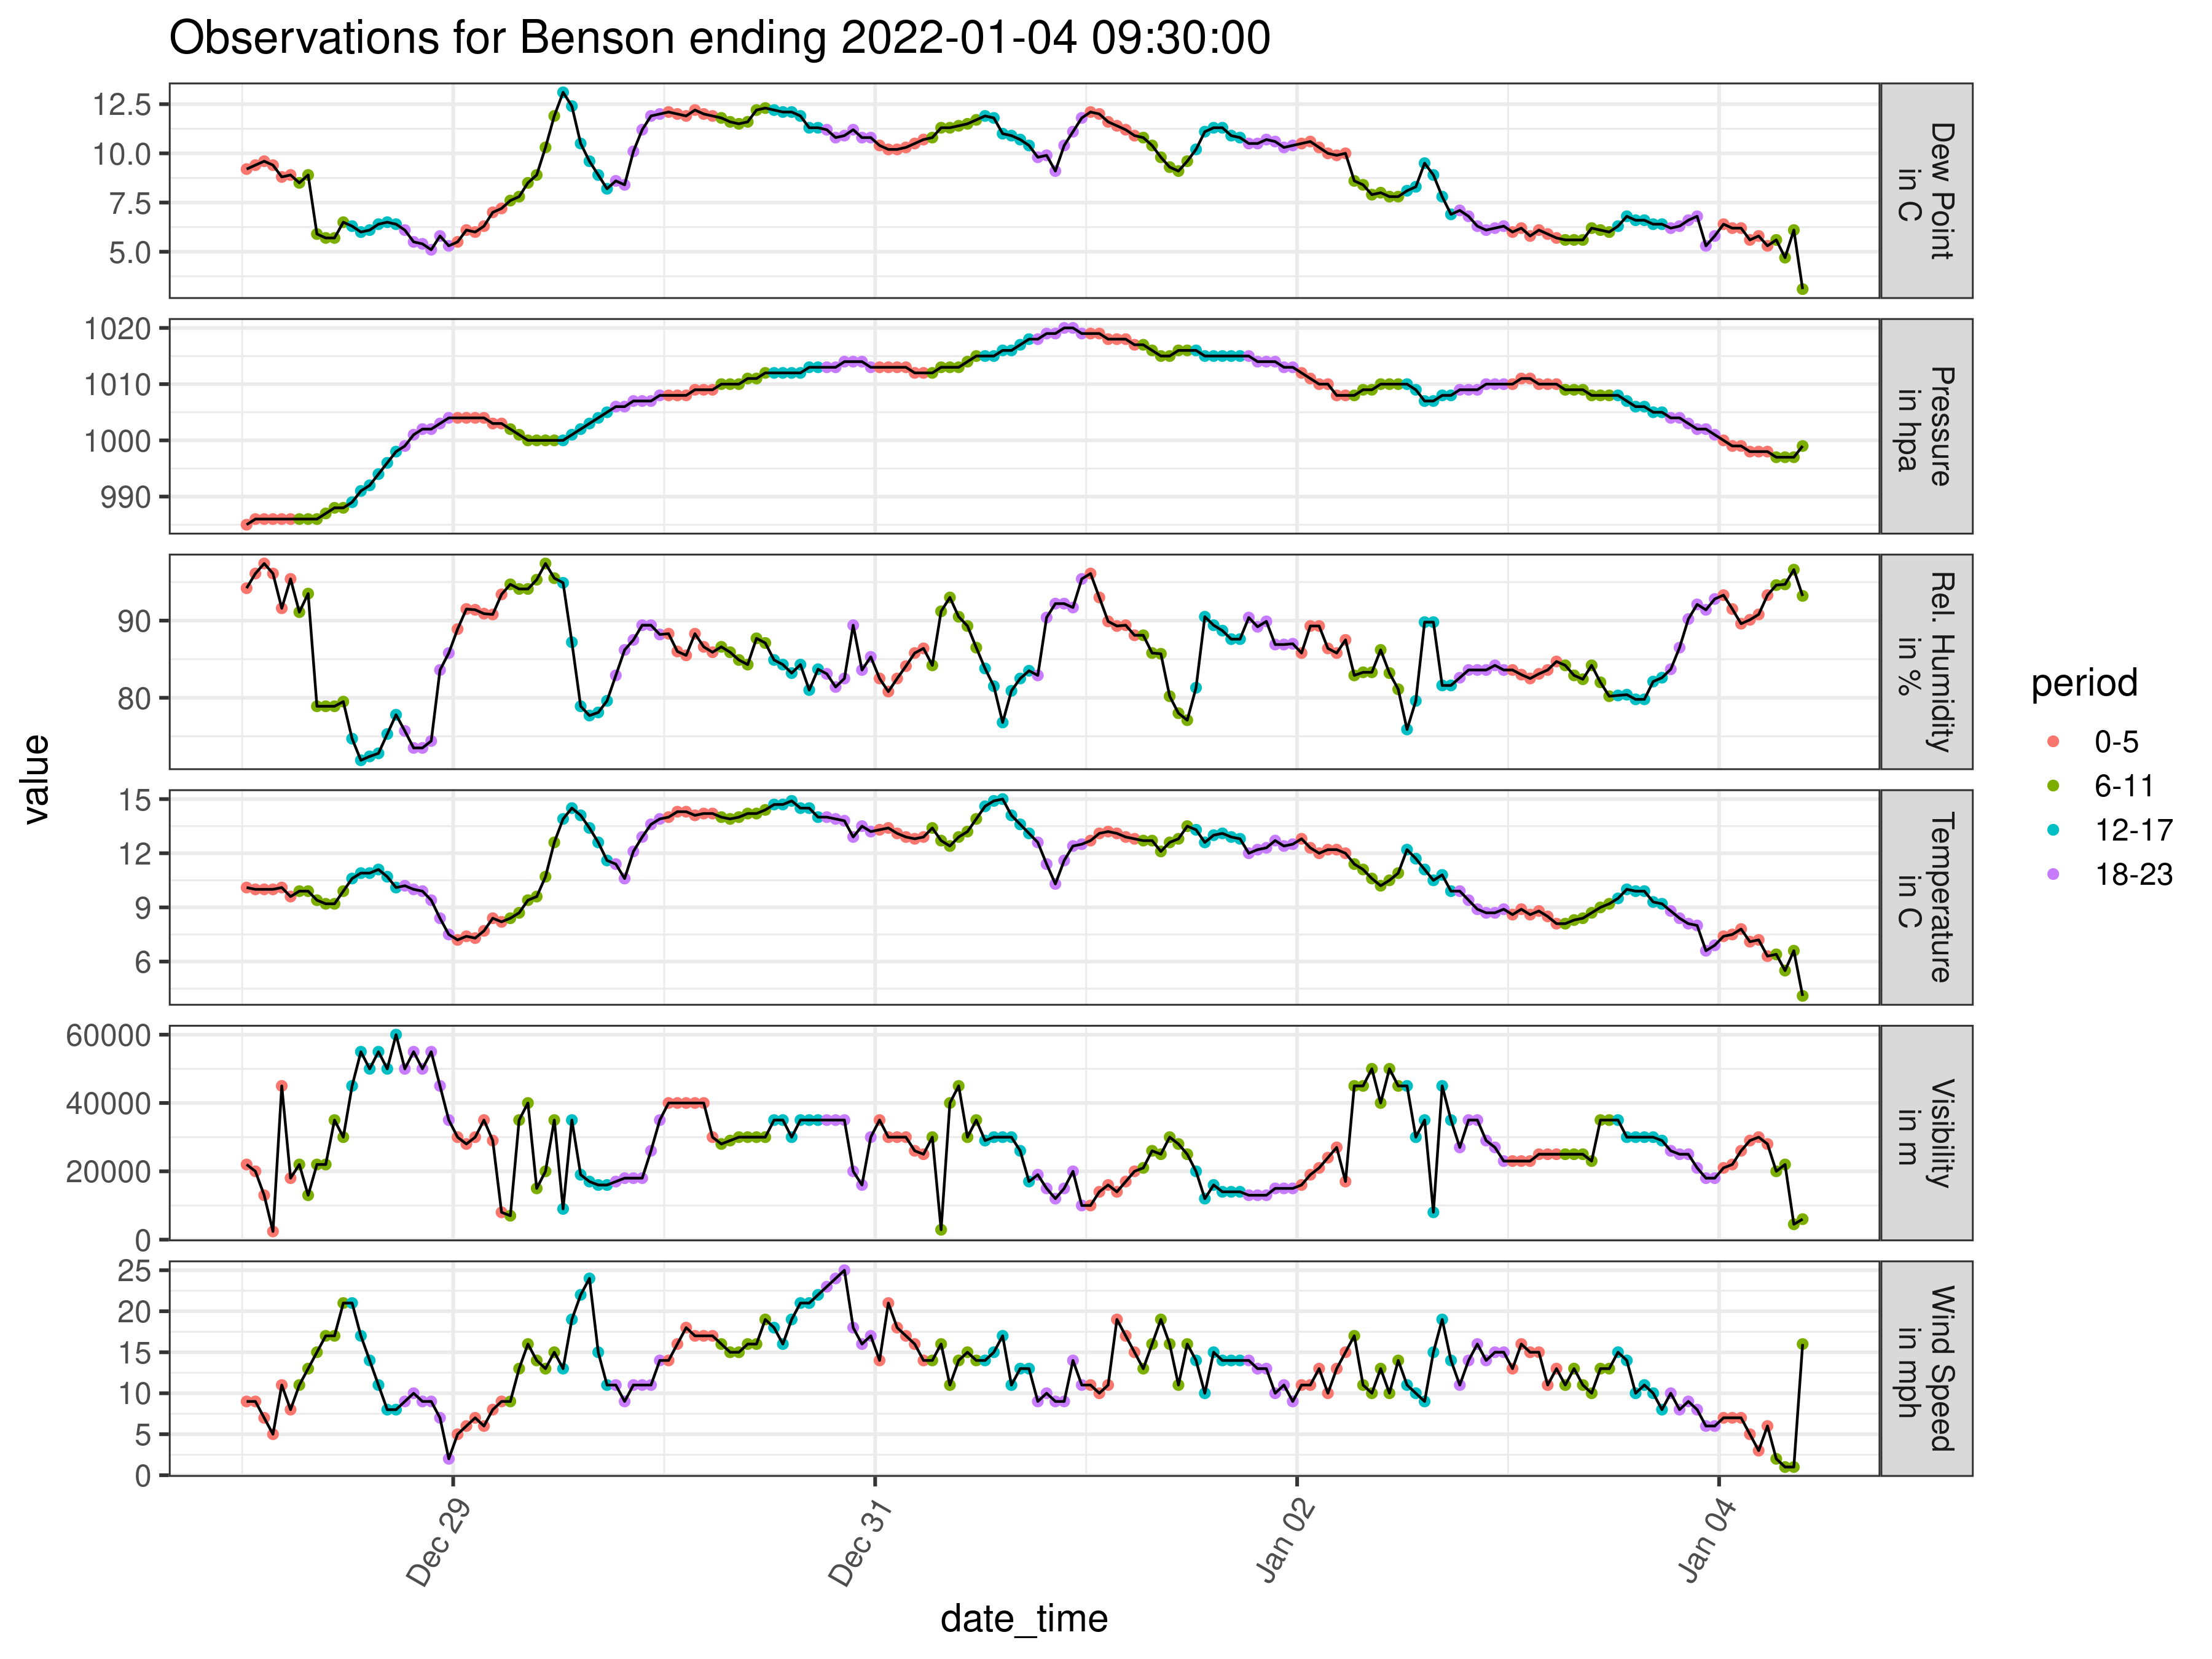 Observations for Benson ending 2022-01-04 09:30:00
12.5
10.0
7.5
5.0
Dew Point
in C
1020
1010
1000
990
Pressure
in hpa
90
80
Rel. Humidity
in %
15
12
9
6
Temperature
in C
60000
40000
20000
0
Visibility
in m
25
20
15
10
5
0
Wind Speed
in mph
value
Dec 29
Dec 31
Jan 02
Jan 04
date_time
period
0-5
6-11
12-17
18-23